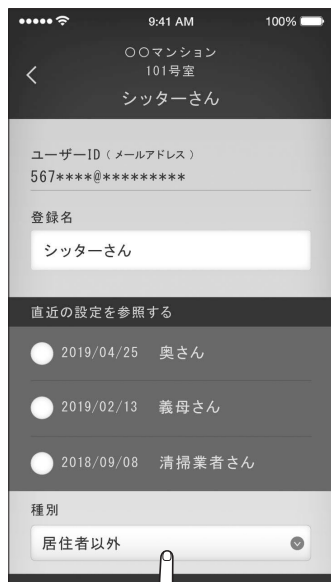 9:41 AM 100%
○○マンション
101号室
シッターさん
ユーザーID（メールアドレス）
567****@*********
登録名
シッターさん
直近の設定を参照する
2019/04/25 奥さん
2019/02/13 義母さん
2018/09/08 清掃業者さん
種別
居住者以外